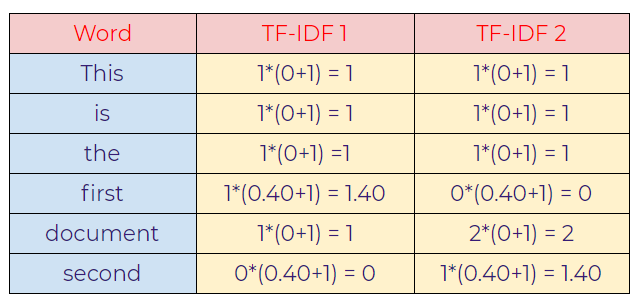 Word TF-IDF 1 TF-IDF 2
This 1*(0+1) = 1 1*(0+1) = 1
is 1*(0+1) = 1 1*(0+1) = 1
the 1*(0+1) =1 1*(0+1) = 1
first 1*(0.40+1) = 1.40 0*(0.40+1) = 0
document 1*(0+1) = 1 2*(0+1) = 2
second 0*(0.40+1) = 0 1*(0.40+1) = 1.40